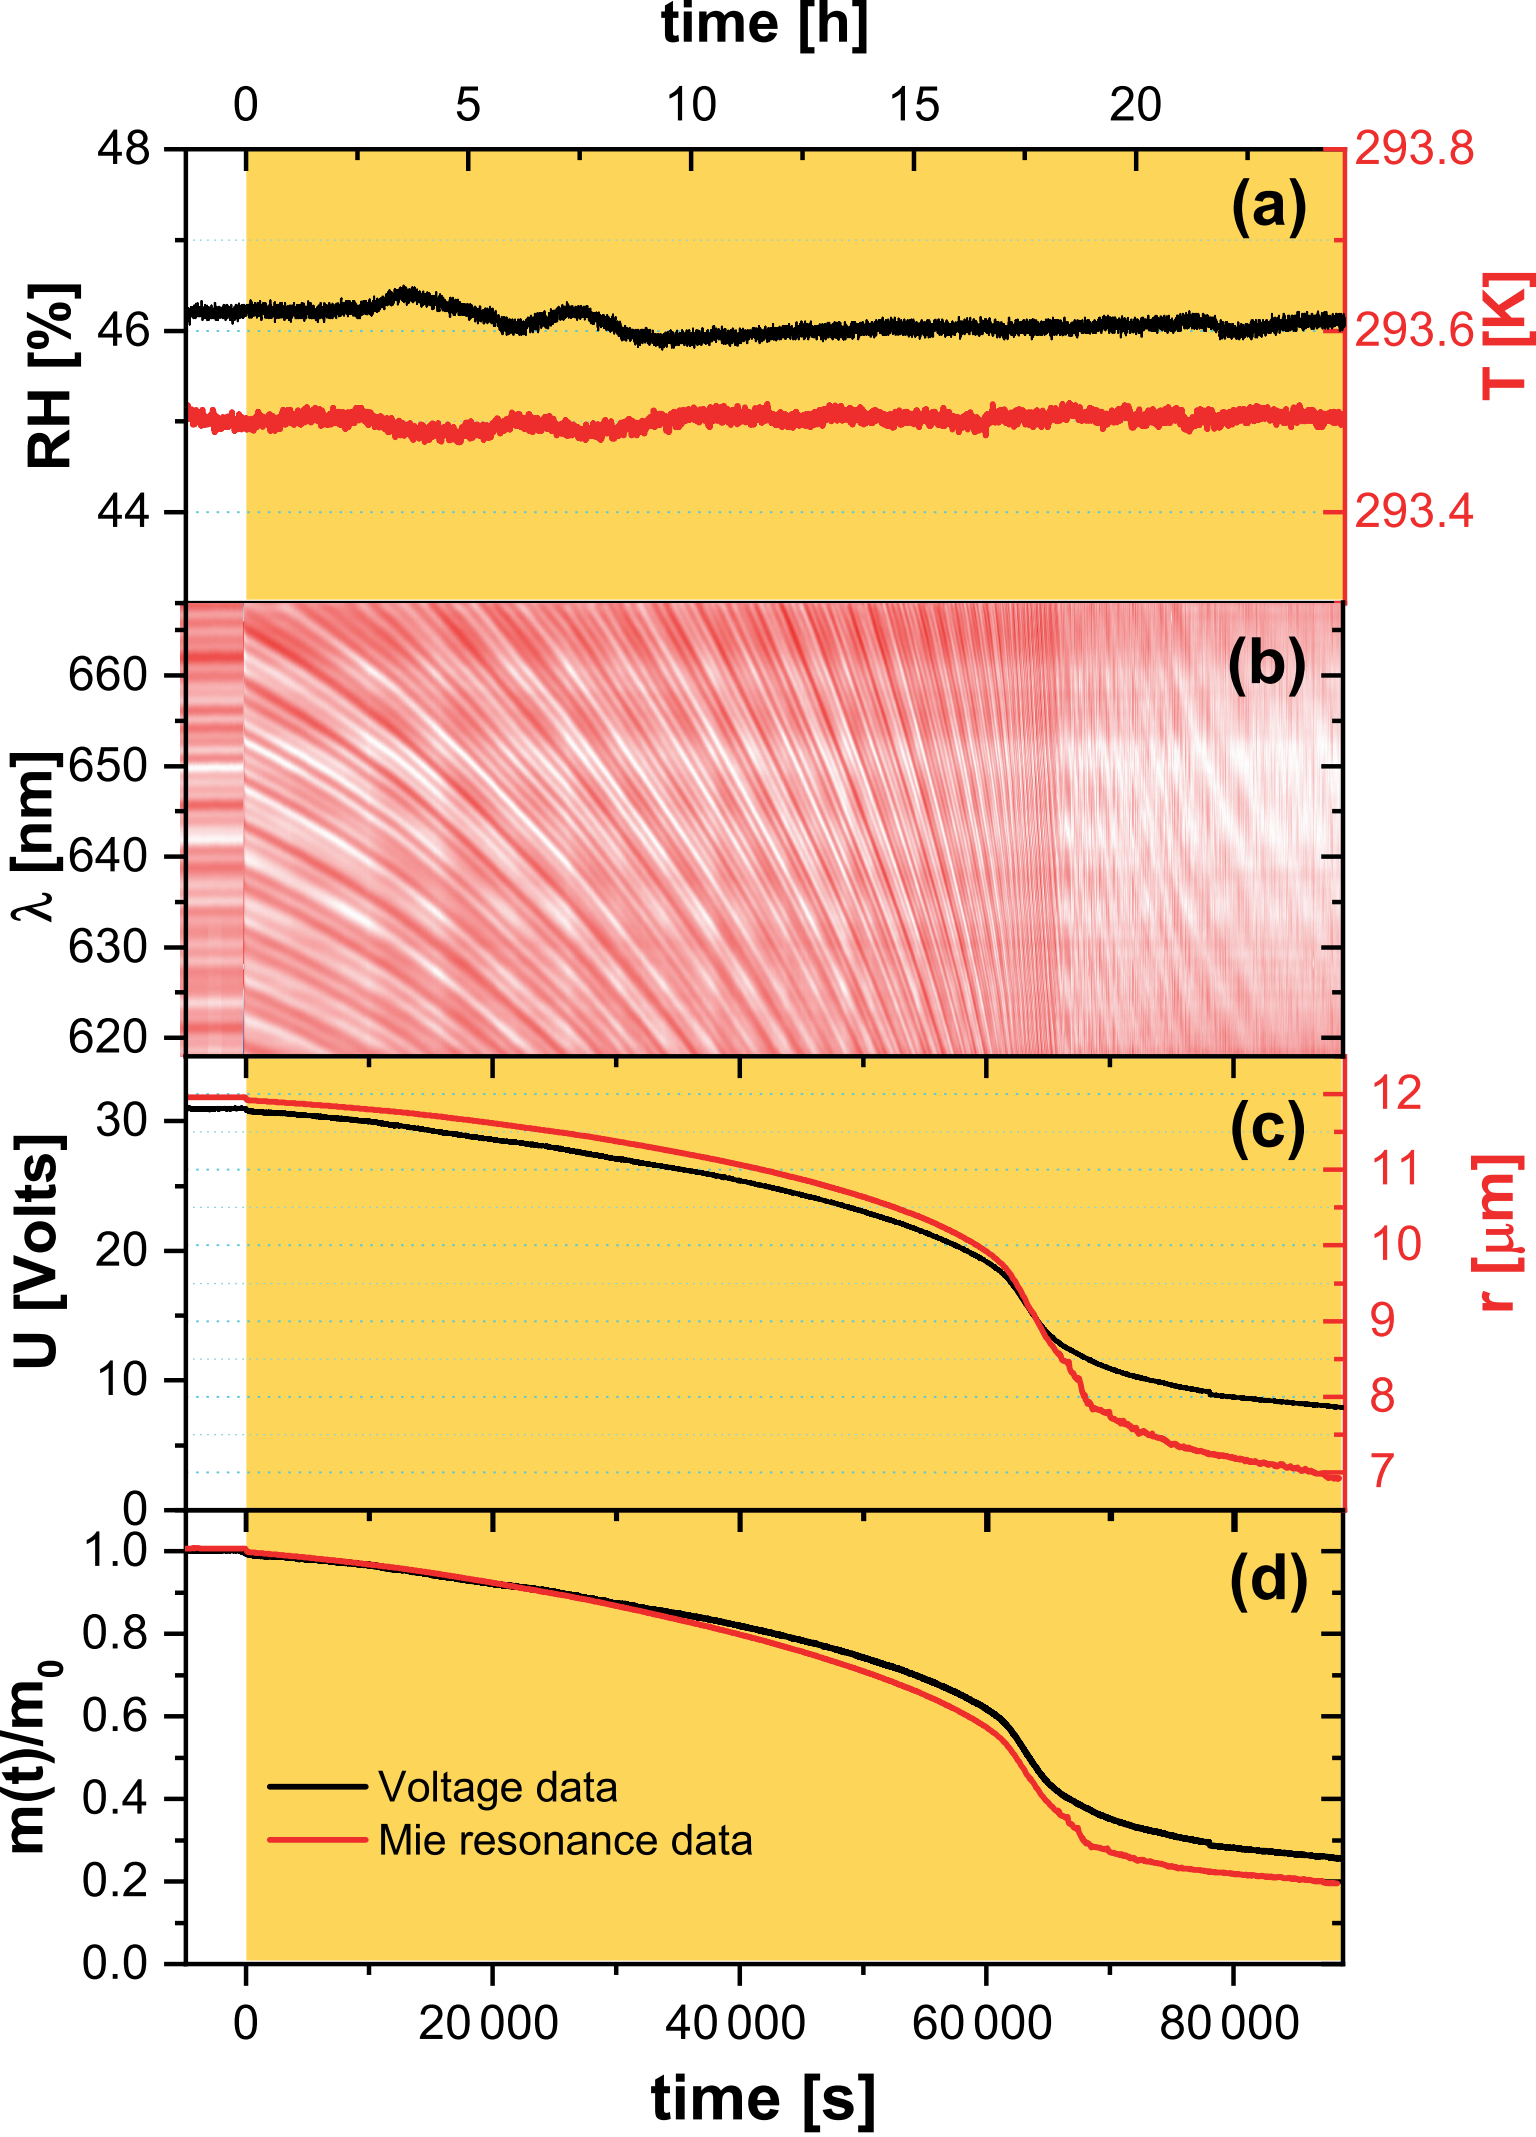 time [h]
0 5 10 15 20
48 293.8
(a)
RH [%]
T [K]
46 293.6
44 293.4
(b)
λ [nm]
660
650
640
630
620
(c)
U [Volts]
r [μm]
30 12
11
20 10
9
10 8
7
0
1.0
(d)
0.8
m(t)/m0
0.6
0.4 Voltage data
Mie resonance data
0.2
0.0
0 20 000 40 000 60 000 80 000
time [s]